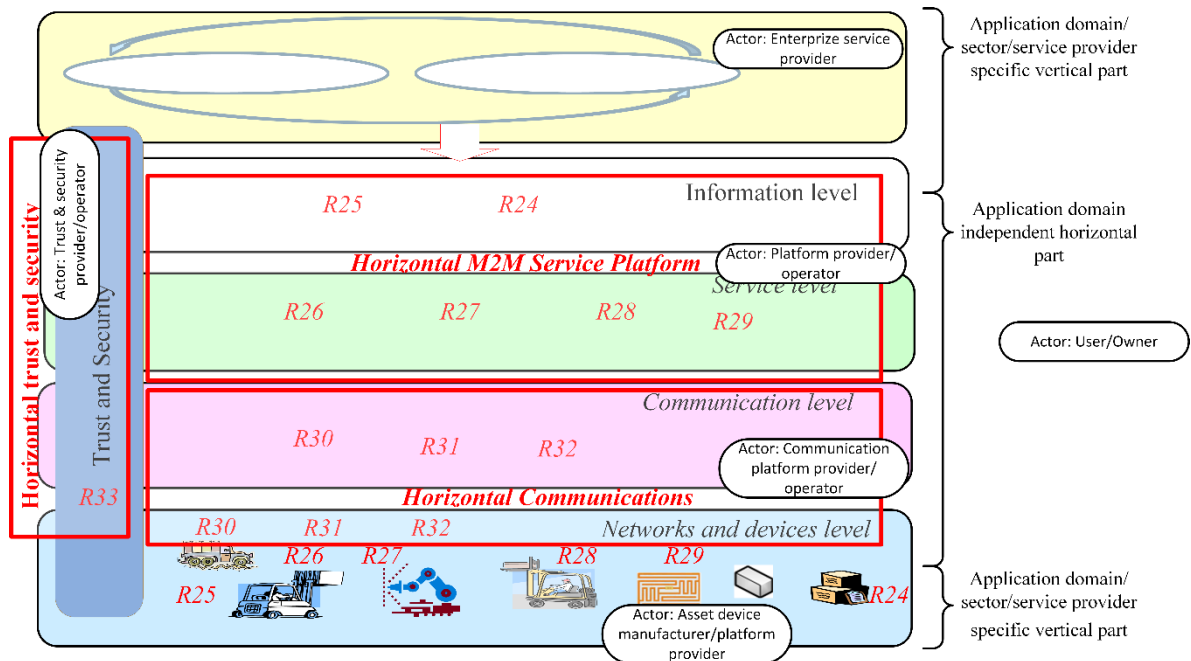 Actor: Enterprize service
provider
Application domain/
sector/service provider
specific vertical part
Horizontal trust and security
Actor: Trust & security
provider/operator
Trust and Security
R33
Information level
R25
R24
Horizontal M2M Service Platform
Actor: Platform provider/
operator
Service level
R26
R27
R28
R29
Application domain
independent horizontal
part
Actor: User/Owner
Communication level
R30
R31
R32
Actor: Communication
platform provider/
operator
Horizontal Communications
Networks and devices level
R30
R31
R32
R26
R27
R28
R29
R25
R24
Actor: Asset device
manufacturer/platform
provider
Application domain/
sector/service provider
specific vertical part